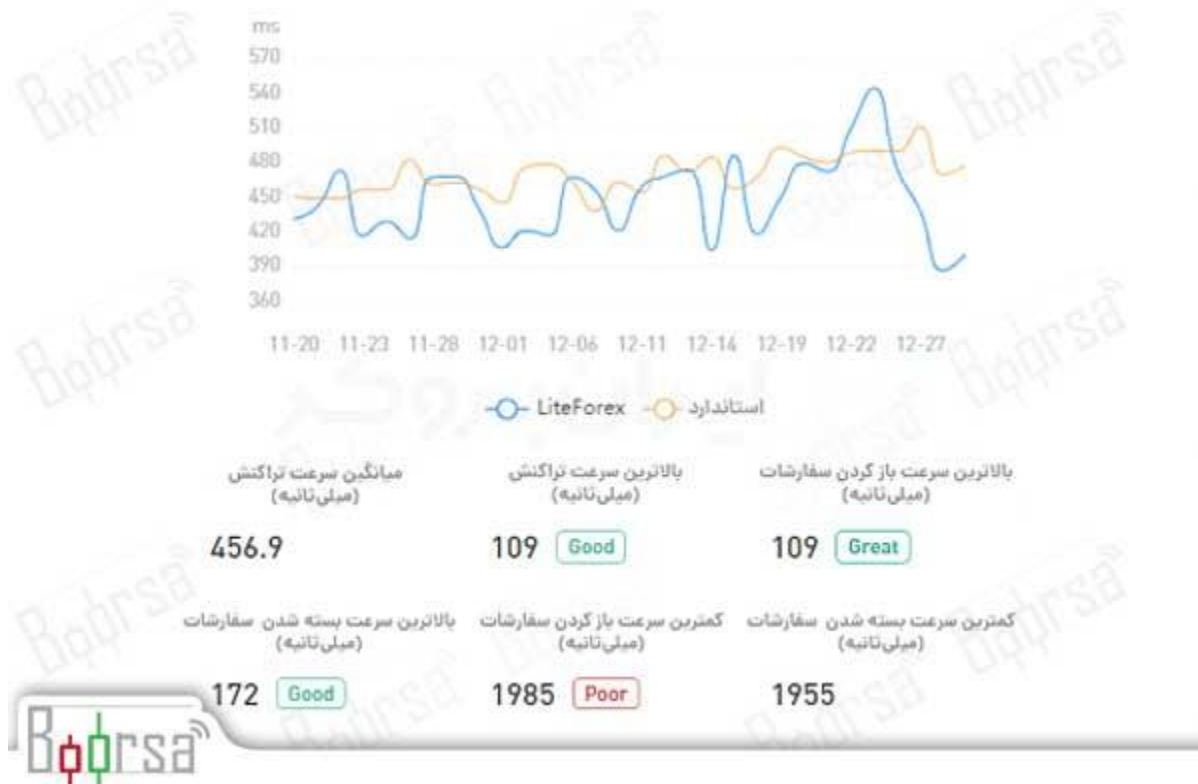 ms
570
540
510
480
450
420
390
360
11-20 11-23 11-28 12-01 12-06 12-11 12-14 12-19 12-22 12-27
LiteForex استاندارد
بالاترین سرعت باز کردن سفارشات
(میلی‌ثانیه)
109 Great
بالاترین سرعت تراکنش
(میلی‌ثانیه)
109 Good
میانگین سرعت تراکنش
(میلی‌ثانیه)
456.9
کمترین سرعت بسته شدن سفارشات
(میلی‌ثانیه)
1955
کمترین سرعت باز کردن سفارشات
(میلی‌ثانیه)
1985 Poor
بالاترین سرعت بسته شدن سفارشات
(میلی‌ثانیه)
172 Good
Boorsa